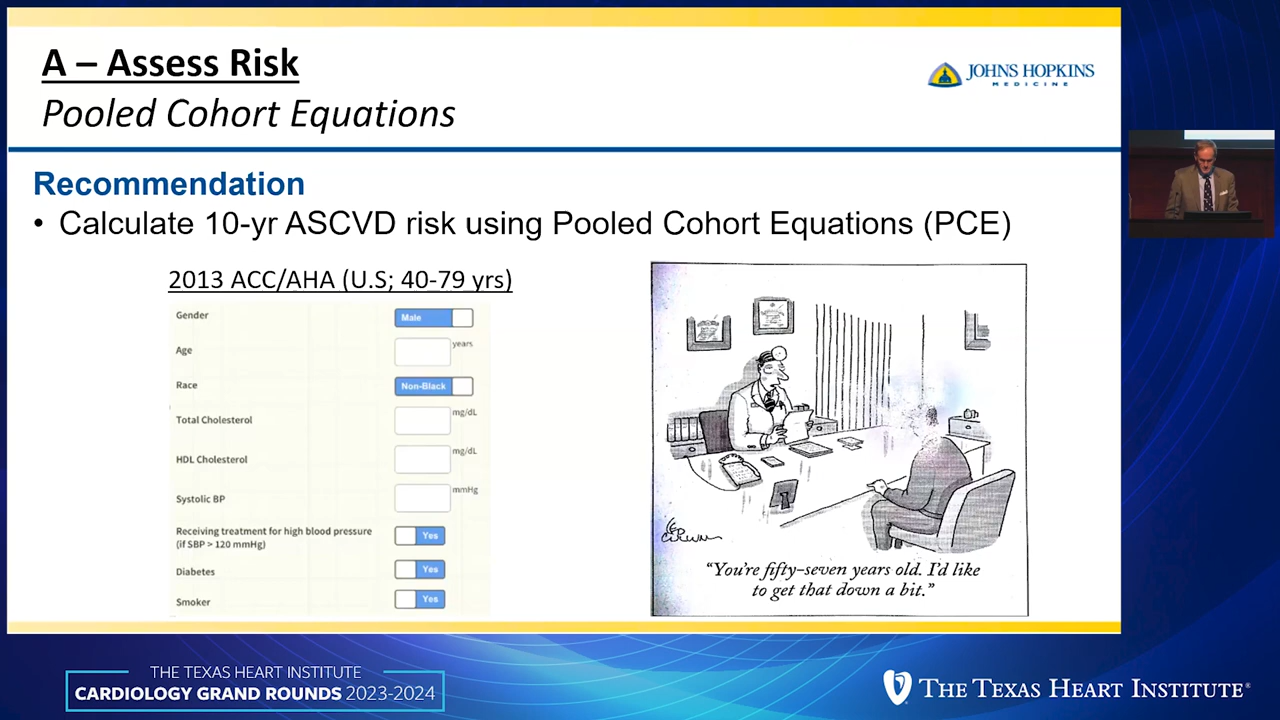 A – Assess Risk
Pooled Cohort Equations
JOHNS HOPKINS
MEDICINE
Recommendation
• Calculate 10-yr ASCVD risk using Pooled Cohort Equations (PCE)
2013 ACC/AHA (U.S; 40-79 yrs)
Gender Male
Age years
Race Non-Black
Total Cholesterol mg/dL
HDL Cholesterol mg/dL
Systolic BP mmHg
Receiving treatment for high blood pressure
(if SBP > 120 mmHg) Yes
Diabetes Yes
Smoker Yes
“You’re fifty–seven years old. I’d like
to get that down a bit.”
THE TEXAS HEART INSTITUTE
CARDIOLOGY GRAND ROUNDS 2023-2024
THE TEXAS HEART INSTITUTE®